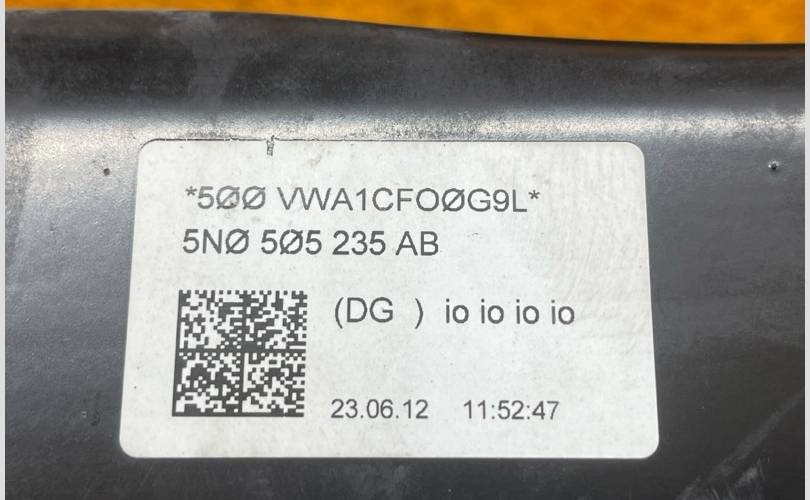 *5ØØ VWA1CFOØG9L*
5NØ 5Ø5 235 AB
(DG ) io io io io
23.06.12 11:52:47